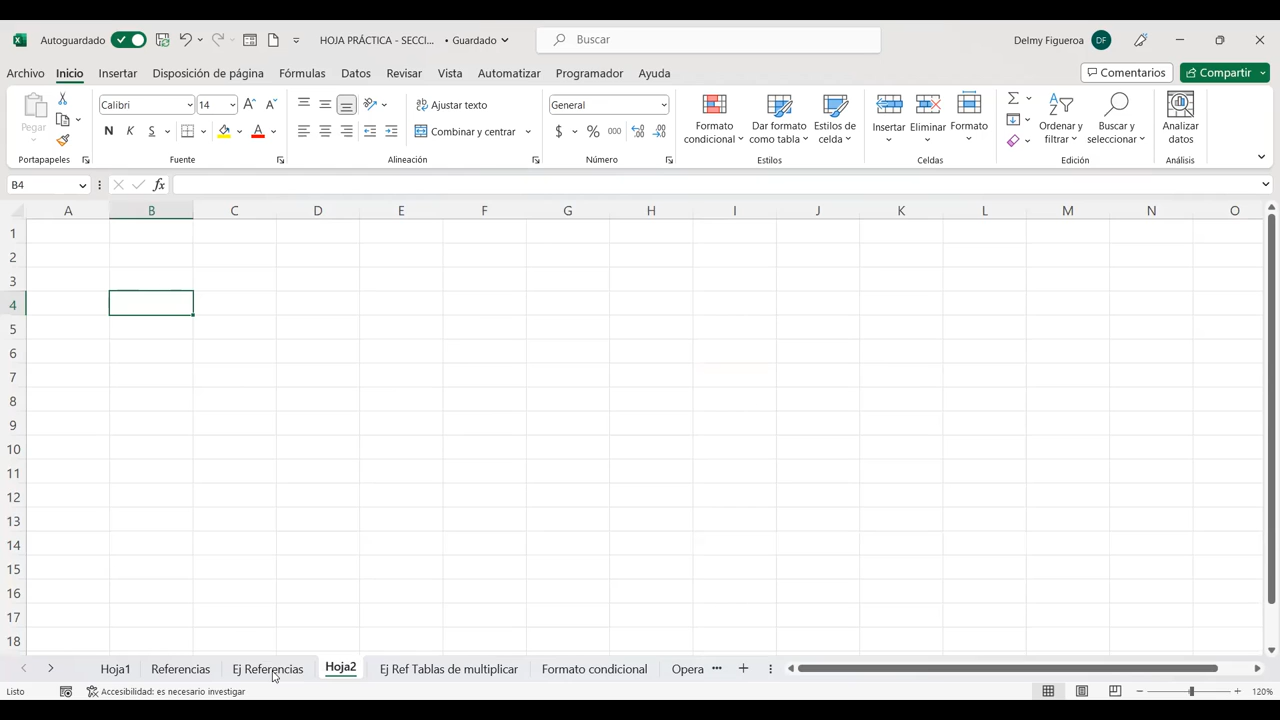 Autoguardado
HOJA PRÁCTICA - SECCI... • Guardado
Buscar
Delmy Figueroa DF
Archivo Inicio Insertar Disposición de página Fórmulas Datos Revisar Vista Automatizar Programador Ayuda
Comentarios Compartir
Pegar
Calibri 14
N K S
Ajustar texto
Combinar y centrar
General
$ % 000
Formato condicional
Dar formato como tabla
Estilos de celda
Insertar Eliminar Formato
Ordenar y filtrar
Buscar y seleccionar
Analizar datos
Portapapeles Fuente Alineación Número Estilos Celdas Edición Análisis
B4 fx
A B C D E F G H I J K L M N O
1
2
3
4
5
6
7
8
9
10
11
12
13
14
15
16
17
18
Hoja1 Referencias Ej Referencias Hoja2 Ej Ref Tablas de multiplicar Formato condicional Opera ...
Listo Accesibilidad: es necesario investigar 120%